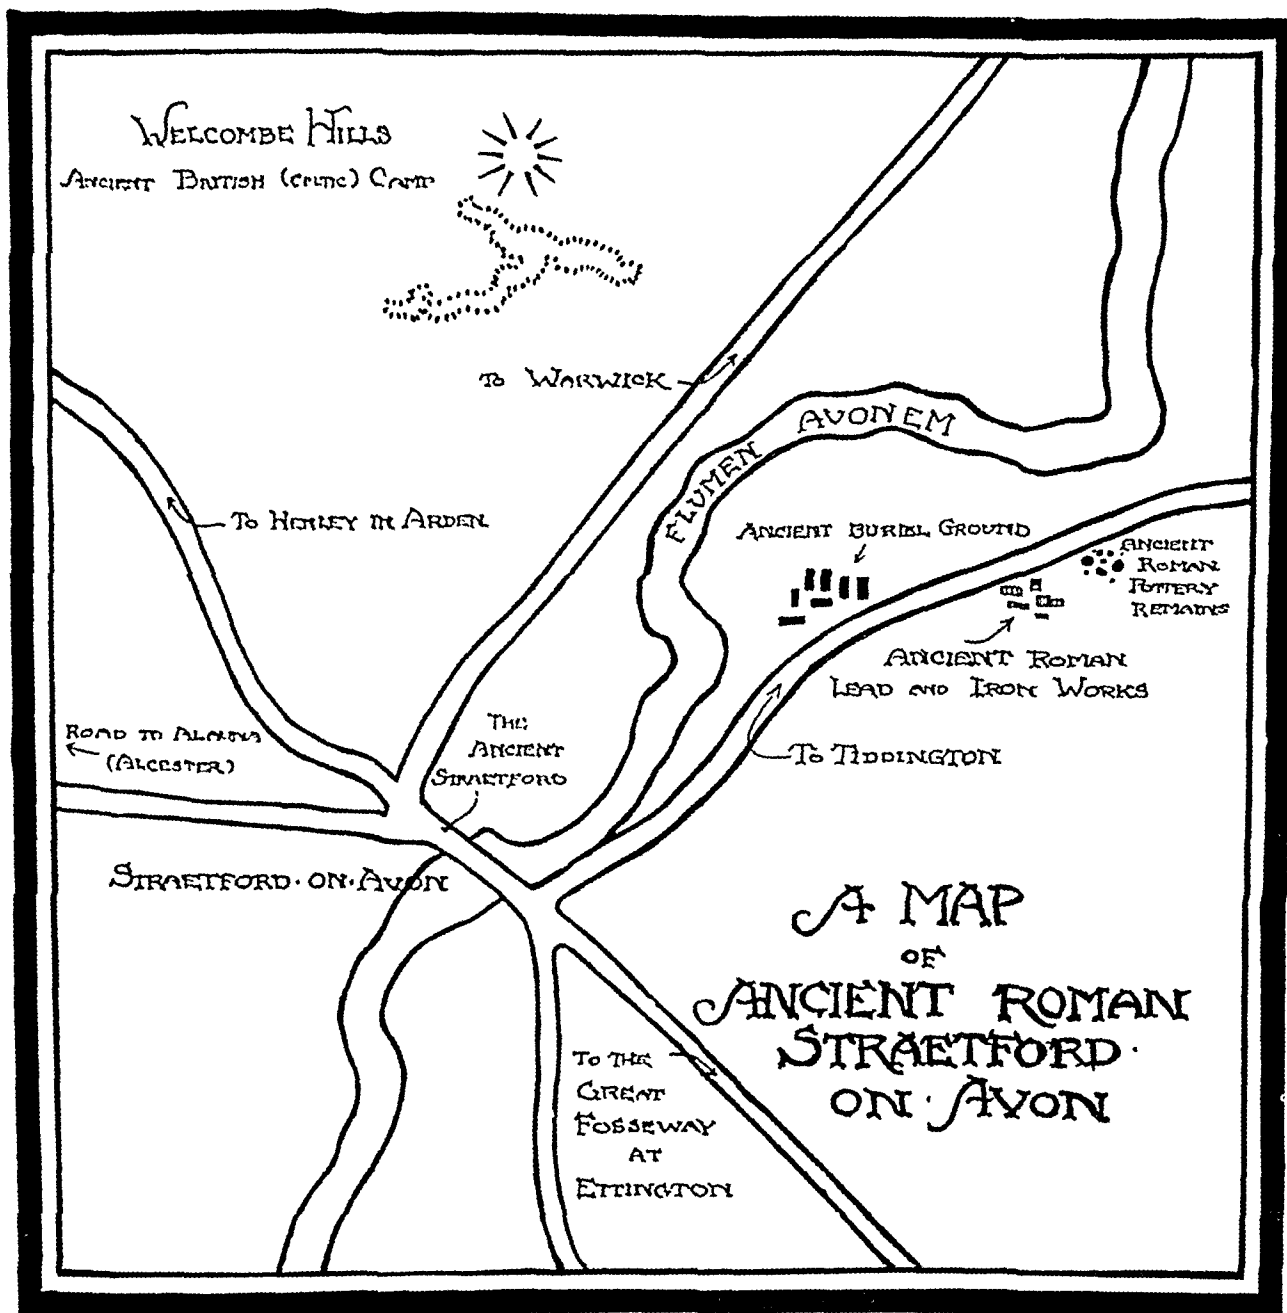 WELCOMBE HILLS
ANCIENT BRITISH (CELTIC) CAMP
TO WARWICK
FLUMEN AVONEM
TO HENLEY IN ARDEN
ANCIENT BURIAL GROUND
ANCIENT
ROMAN
POTTERY
REMAINS
ANCIENT ROMAN
LEAD AND IRON WORKS
ROAD TO ALAUNA
(ALCESTER)
THE
ANCIENT
STRAETFORD
TO TIDDINGTON
STRAETFORD·ON·AVON
A MAP
OF
ANCIENT ROMAN
STRAETFORD·
ON·AVON
TO THE
GREAT
FOSSEWAY
AT
ETTINGTON